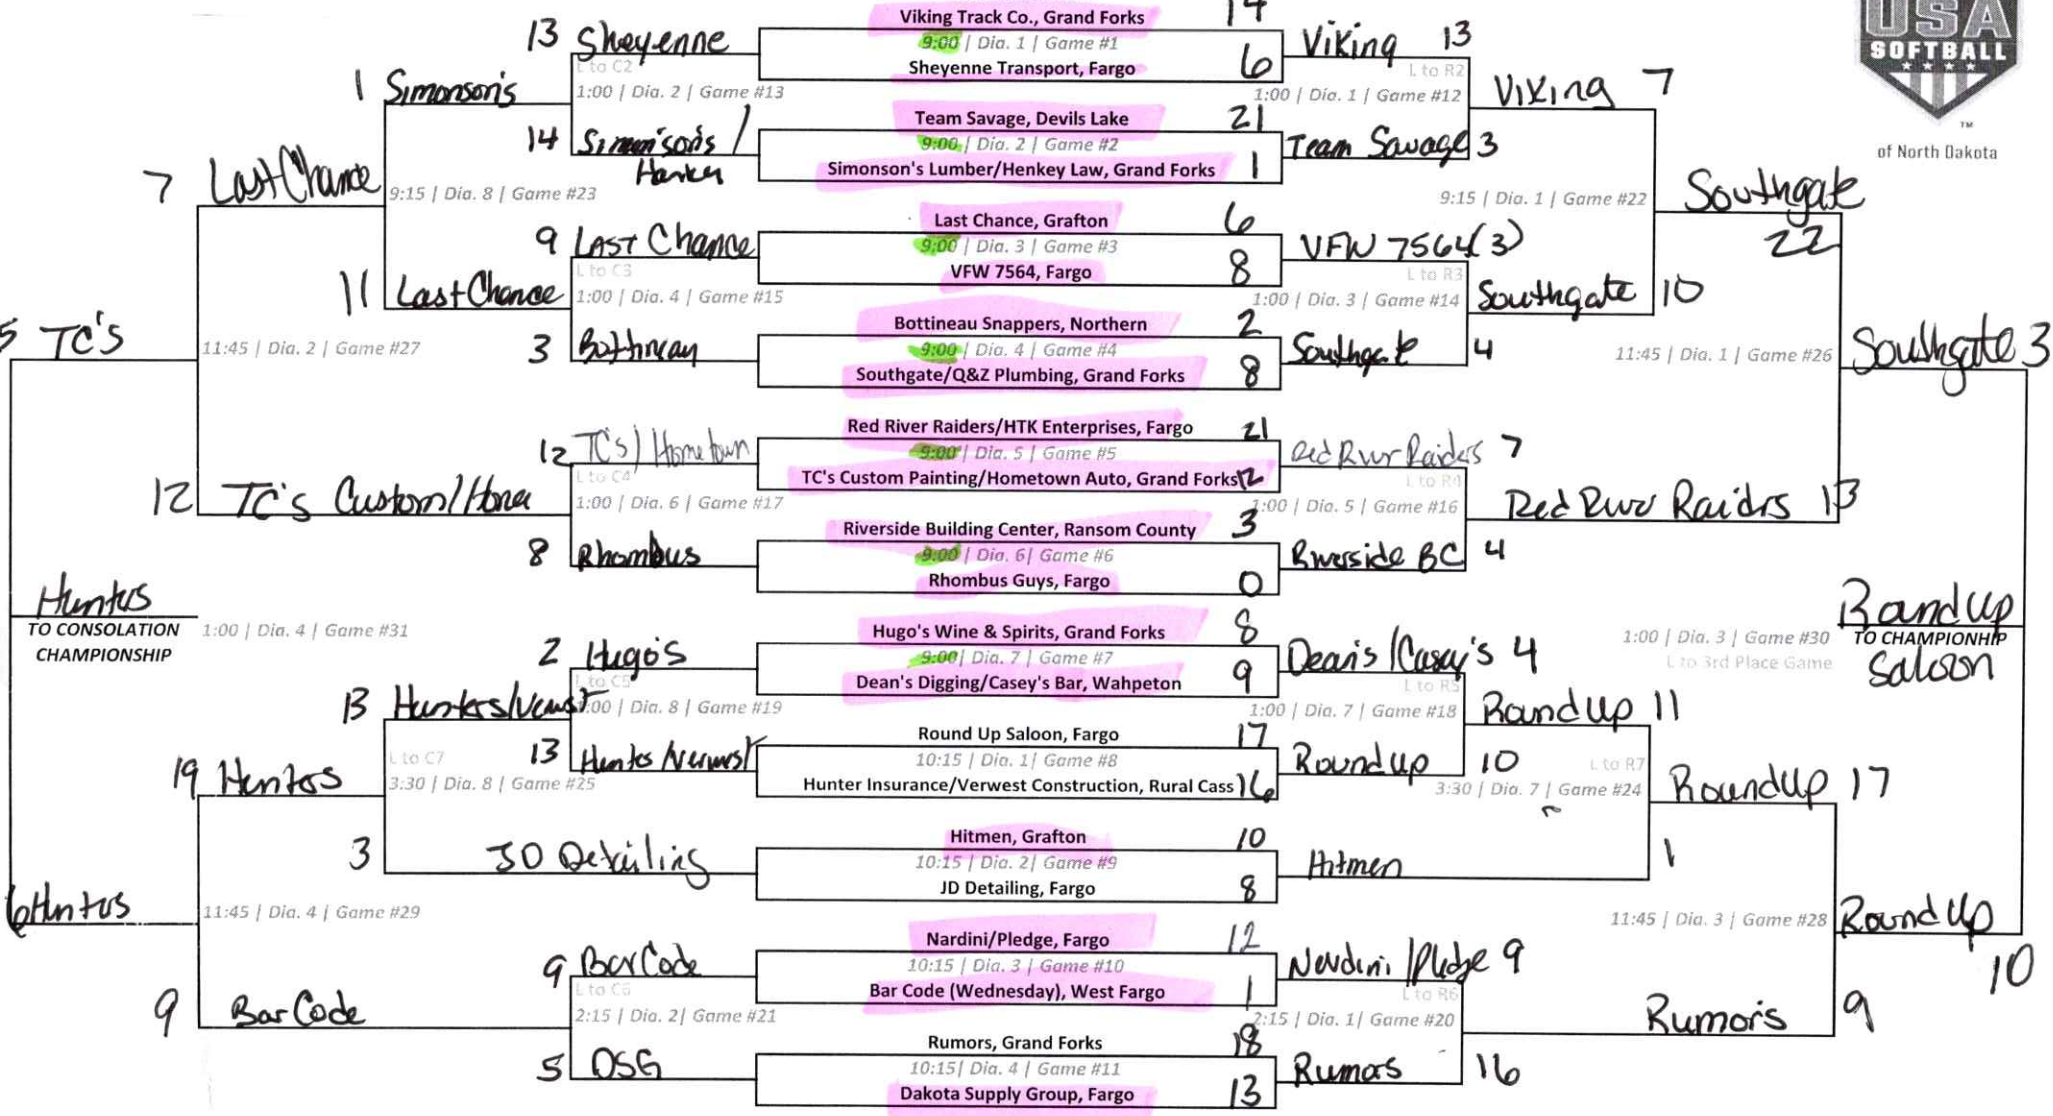 Viking Track Co., Grand Forks 14
13 Sheyenne 9:00 | Dia. 1 | Game #1 Viking 13
L to C2 Sheyenne Transport, Fargo 6 L to R2
1 Simonson's 1:00 | Dia. 2 | Game #13 1:00 | Dia. 1 | Game #12 Viking 7
Team Savage, Devils Lake 21
14 9:00 | Dia. 2 | Game #2 Team Savage 3
Simonson's Lumber/Henkey Law, Grand Forks 1
7 Last Chance 9:15 | Dia. 8 | Game #23 9:15 | Dia. 1 | Game #22 Southgate 22
Last Chance, Grafton 6
9 Last Chance 9:00 | Dia. 3 | Game #3 VFW 7564 (3)
L to C3 VFW 7564, Fargo 8 L to R3
11 Last Chance 1:00 | Dia. 4 | Game #15 1:00 | Dia. 3 | Game #14 Southgate 10
Bottineau Snappers, Northern 2
3 9:00 | Dia. 4 | Game #4 Southgate 4
Southgate/Q&Z Plumbing, Grand Forks 8
5 TC's 11:45 | Dia. 2 | Game #27 11:45 | Dia. 1 | Game #26 Southgate 3
Red River Raiders/HTK Enterprises, Fargo 21
12 TC's/Hometown 9:00 | Dia. 5 | Game #5 Red River Raiders 7
L to C4 TC's Custom Painting/Hometown Auto, Grand Forks 12 L to R4
12 TC's Custom/Home 1:00 | Dia. 6 | Game #17 1:00 | Dia. 5 | Game #16 Red River Raiders 13
Riverside Building Center, Ransom County 3
8 Rhombus 9:00 | Dia. 6| Game #6 Riverside BC 4
Rhombus Guys, Fargo 0
Hunters Round Up
TO CONSOLATION CHAMPIONSHIP 1:00 | Dia. 4 | Game #31 1:00 | Dia. 3 | Game #30 TO CHAMPIONHIP
L to 3rd Place Game Saloon
Hugo's Wine & Spirits, Grand Forks 8
2 Hugo's 9:00| Dia. 7 | Game #7 Dean's/Casey's 4
L to C5 Dean's Digging/Casey's Bar, Wahpeton 9 L to R5
13 Hunters/Verwest 1:00 | Dia. 8 | Game #19 1:00 | Dia. 7 | Game #18 Round Up 11
Round Up Saloon, Fargo 17
13 Hunter/Verwest 10:15 | Dia. 1| Game #8 Round up 10
L to C7 L to R7
19 Hunters 3:30 | Dia. 8 | Game #25 Hunter Insurance/Verwest Construction, Rural Cass 16 3:30 | Dia. 7 | Game #24 Round Up 17
Hitmen, Grafton 10
3 JD Detailing 10:15 | Dia. 2| Game #9 Hitmen 1
JD Detailing, Fargo 8
6 Hunters 11:45 | Dia. 4 | Game #29 11:45 | Dia. 3 | Game #28 Round Up 10
Nardini/Pledge, Fargo 12
9 Bar Code 10:15 | Dia. 3 | Game #10 Nardini/Pledge 9
L to C6 Bar Code (Wednesday), West Fargo 1 L to R6
9 Bar Code 2:15 | Dia. 2| Game #21 2:15 | Dia. 1| Game #20 Rumors 9
Rumors, Grand Forks 18
5 DSG 10:15| Dia. 4 | Game #11 Rumors 16
Dakota Supply Group, Fargo 13
USA
SOFTBALL
TM
of North Dakota